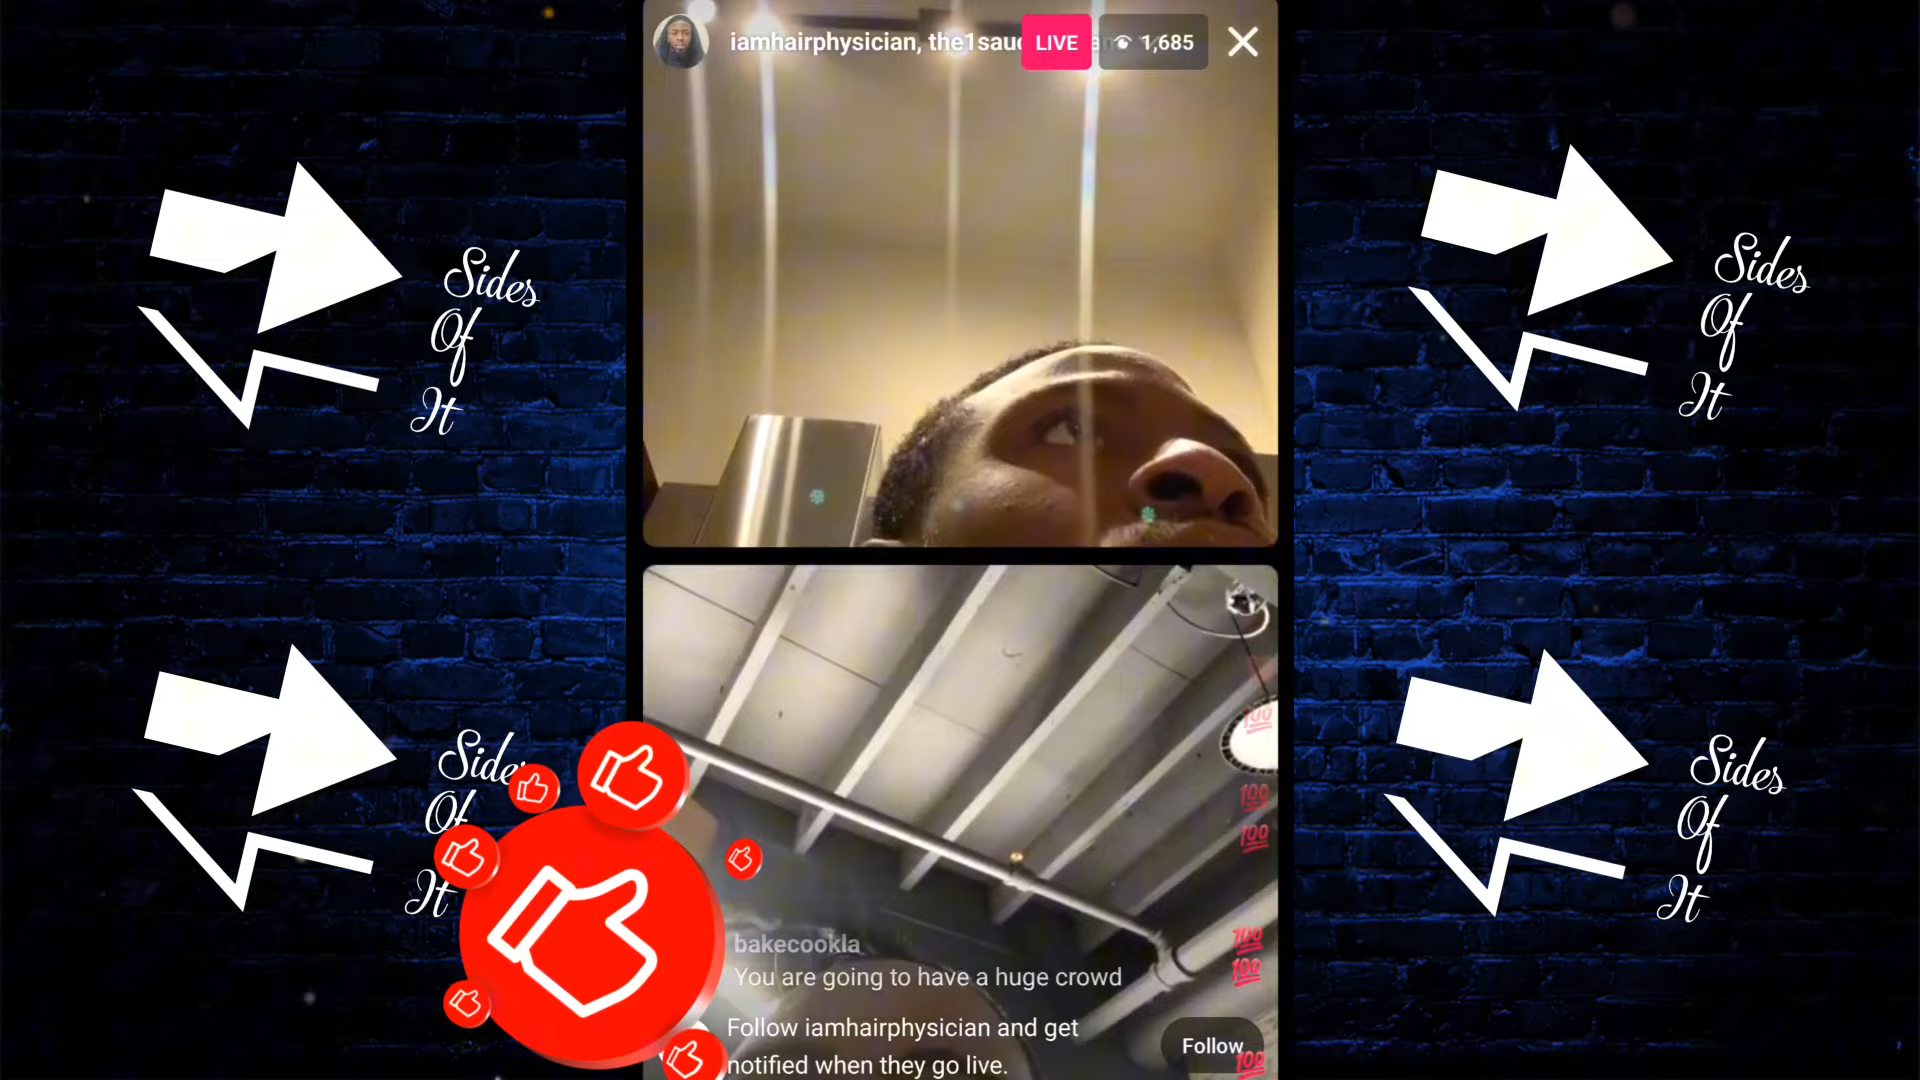 iamhairphysician, the1sauc
LIVE
1,685
Sides
Of
It
Sides
Of
It
Side
Of
It
Sides
Of
It
100
100
100
100
100
100
bakecookla
You are going to have a huge crowd
Follow iamhairphysician and get
notified when they go live.
Follow